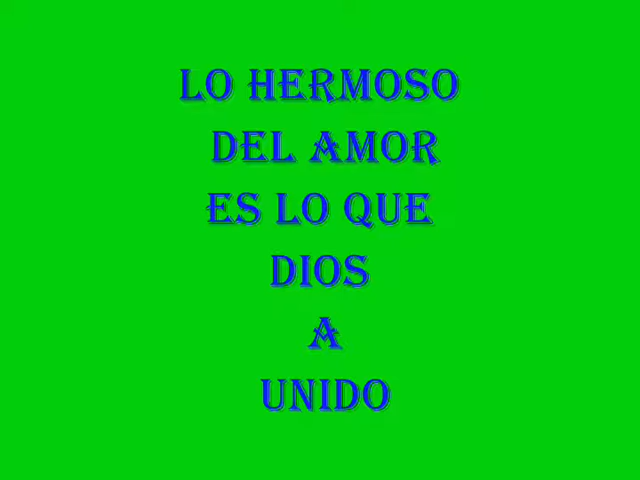 LO HERMOSO
DEL AMOR
ES LO QUE
DIOS
A
UNIDO